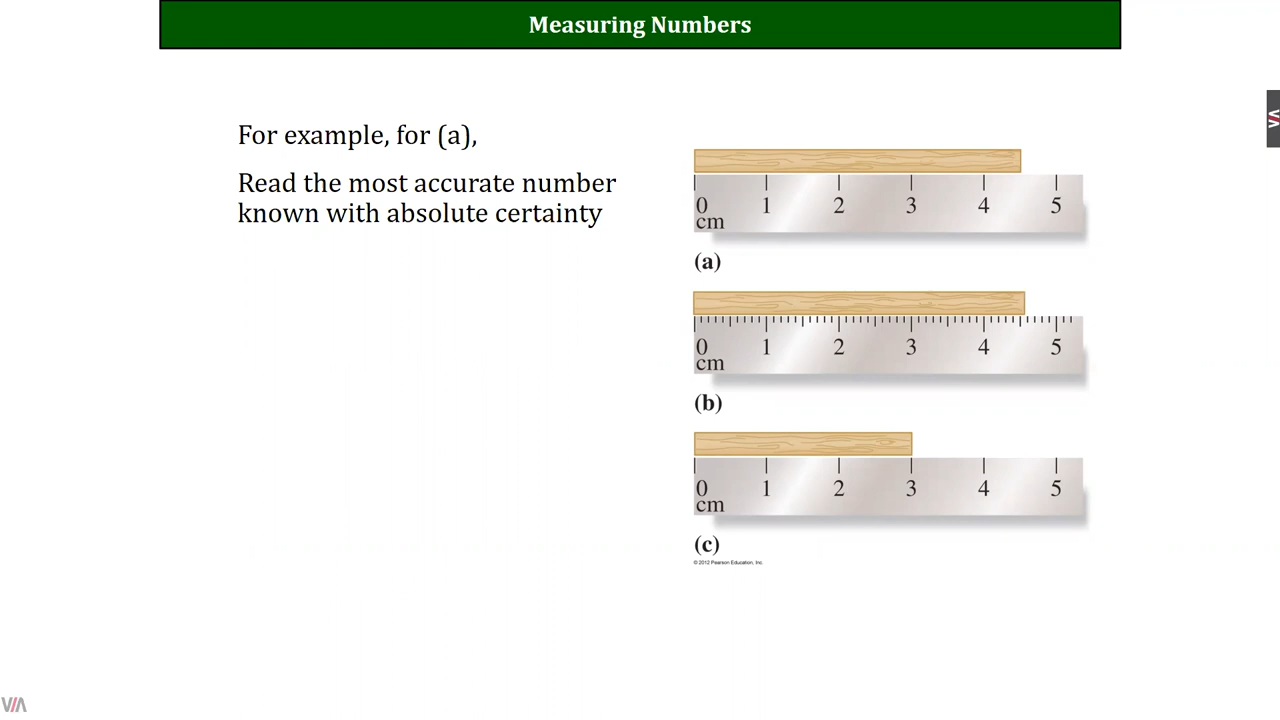 Measuring Numbers
For example, for (a),
Read the most accurate number
known with absolute certainty
0 1 2 3 4 5
cm
(a)
0 1 2 3 4 5
cm
(b)
0 1 2 3 4 5
cm
(c)
© 2012 Pearson Education, Inc.
VIA
VIA